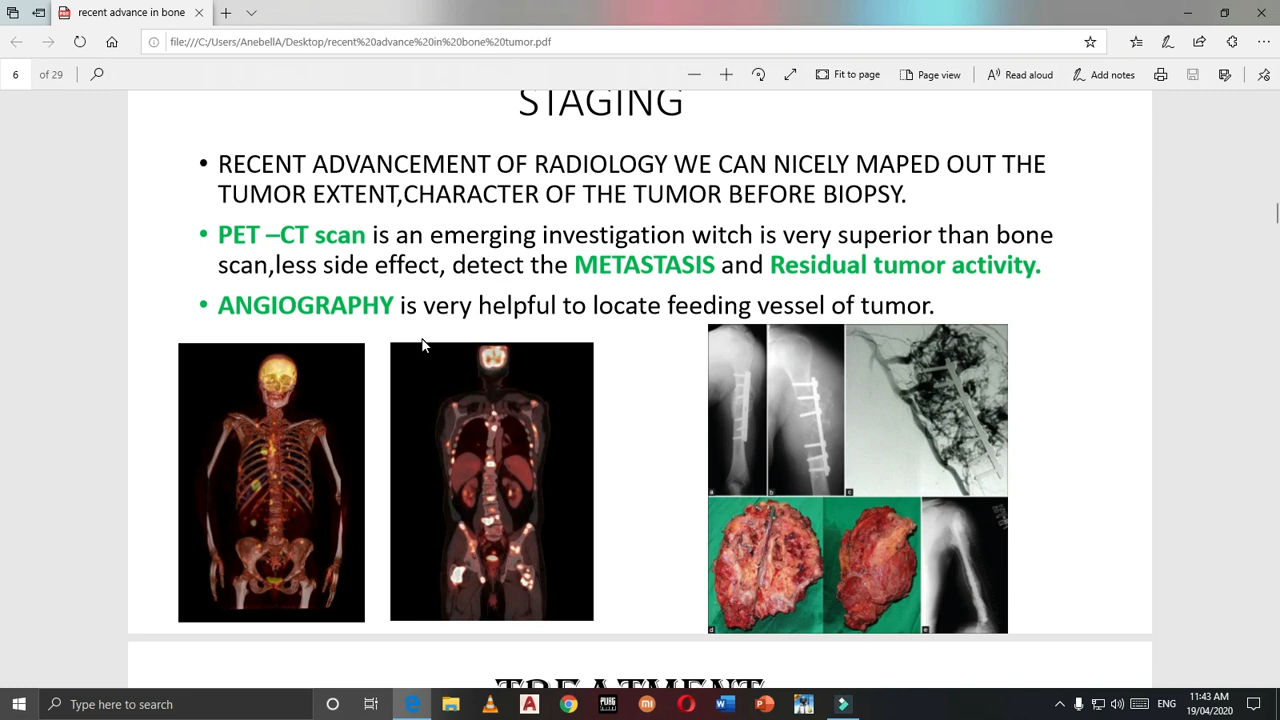 recent advance in bone
file:///C:/Users/AnebellA/Desktop/recent%20advance%20in%20bone%20tumor.pdf
6 of 29
Fit to page
Page view
Read aloud
Add notes
STAGING
• RECENT ADVANCEMENT OF RADIOLOGY WE CAN NICELY MAPED OUT THE
TUMOR EXTENT,CHARACTER OF THE TUMOR BEFORE BIOPSY.
• PET –CT scan is an emerging investigation witch is very superior than bone
scan,less side effect, detect the METASTASIS and Residual tumor activity.
• ANGIOGRAPHY is very helpful to locate feeding vessel of tumor.
a b c
d e
TREATMENT
Type here to search
ENG
11:43 AM
19/04/2020